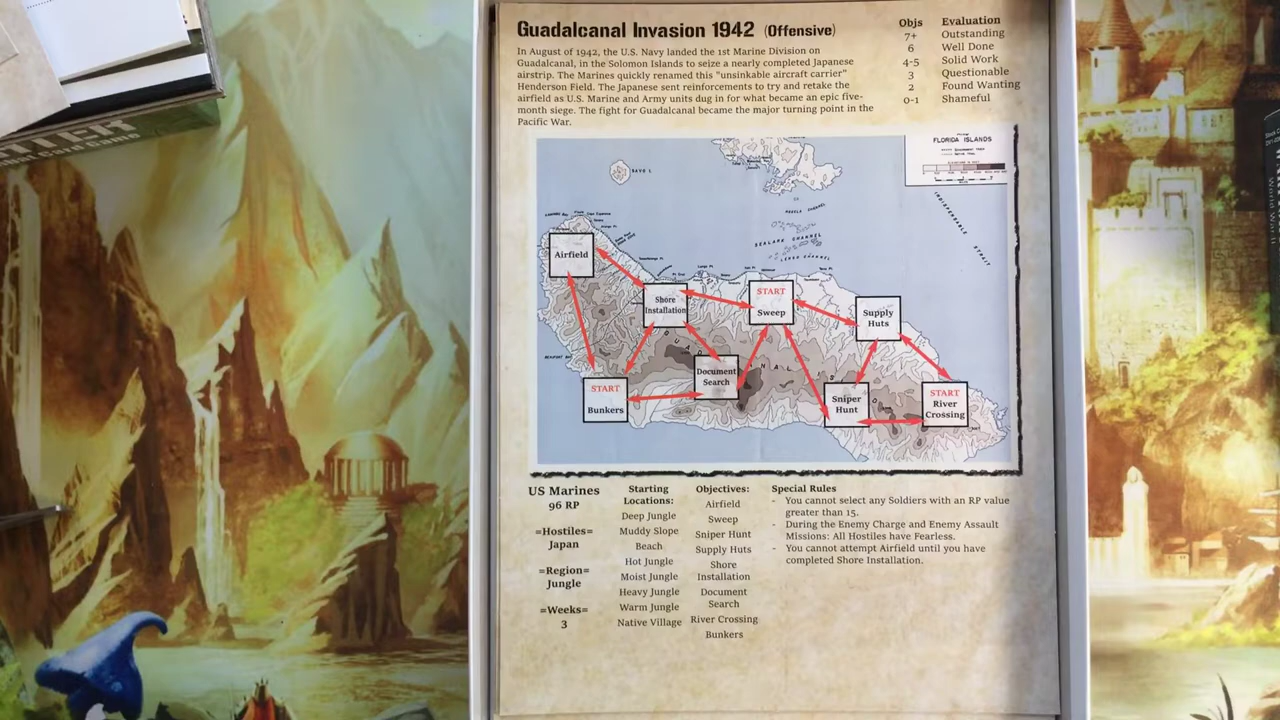 Guadalcanal Invasion 1942 (Offensive)
In August of 1942, the U.S. Navy landed the 1st Marine Division on
Guadalcanal, in the Solomon Islands to seize a nearly completed Japanese
airstrip. The Marines quickly renamed this "unsinkable aircraft carrier"
Henderson Field. The Japanese sent reinforcements to try and retake the
airfield as U.S. Marine and Army units dug in for what became an epic five-
month siege. The fight for Guadalcanal became the major turning point in the
Pacific War.
Objs Evaluation
7+ Outstanding
6 Well Done
4-5 Solid Work
3 Questionable
2 Found Wanting
0-1 Shameful
FLORIDA ISLANDS
SAVO I.
INDISPENSABLE STRAIT
SEALARK CHANNEL
LENGO CHANNEL
Airfield
Shore
Installation
START
Sweep
Supply
Huts
START
Bunkers
Document
Search
Sniper
Hunt
START
River
Crossing
US Marines
96 RP
=Hostiles=
Japan
=Region=
Jungle
=Weeks=
3
Starting
Locations:
Deep Jungle
Muddy Slope
Beach
Hot Jungle
Moist Jungle
Heavy Jungle
Warm Jungle
Native Village
Objectives:
Airfield
Sweep
Sniper Hunt
Supply Huts
Shore
Installation
Document
Search
River Crossing
Bunkers
Special Rules
- You cannot select any Soldiers with an RP value
greater than 15.
- During the Enemy Charge and Enemy Assault
Missions: All Hostiles have Fearless.
- You cannot attempt Airfield until you have
completed Shore Installation.